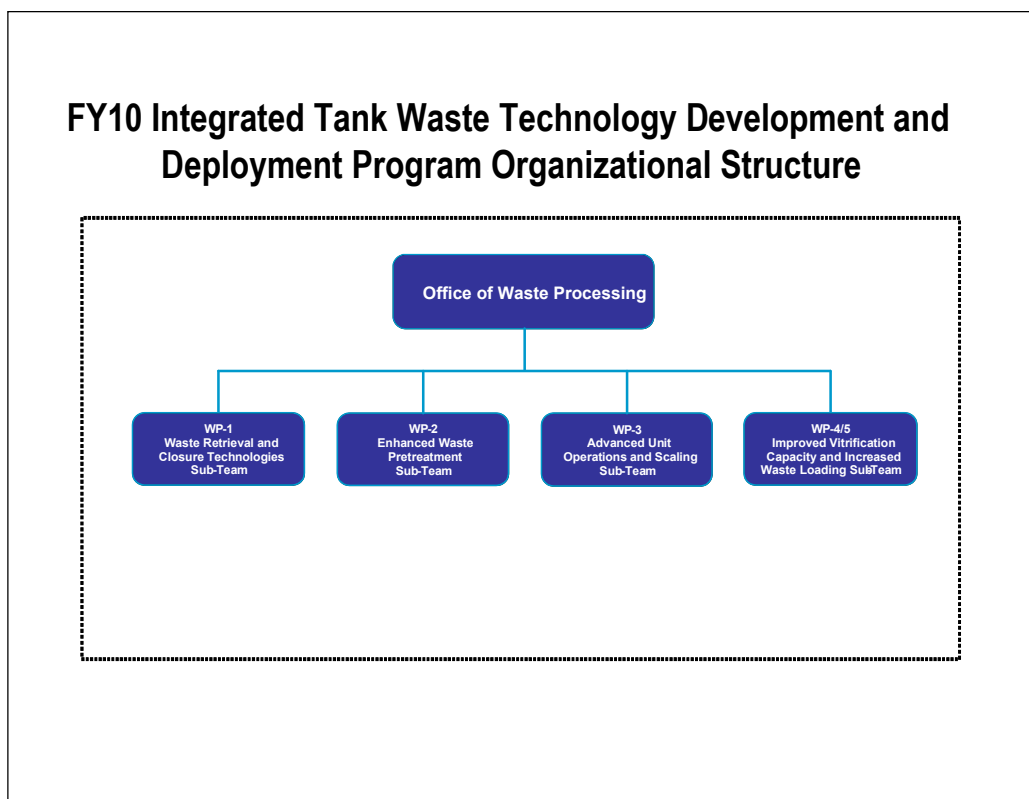 FY10 Integrated Tank Waste Technology Development and
Deployment Program Organizational Structure
Office of Waste Processing
WP-1
Waste Retrieval and
Closure Technologies
Sub-Team
WP-2
Enhanced Waste
Pretreatment
Sub-Team
WP-3
Advanced Unit
Operations and Scaling
Sub-Team
WP-4/5
Improved Vitrification
Capacity and Increased
Waste Loading Sub-Team